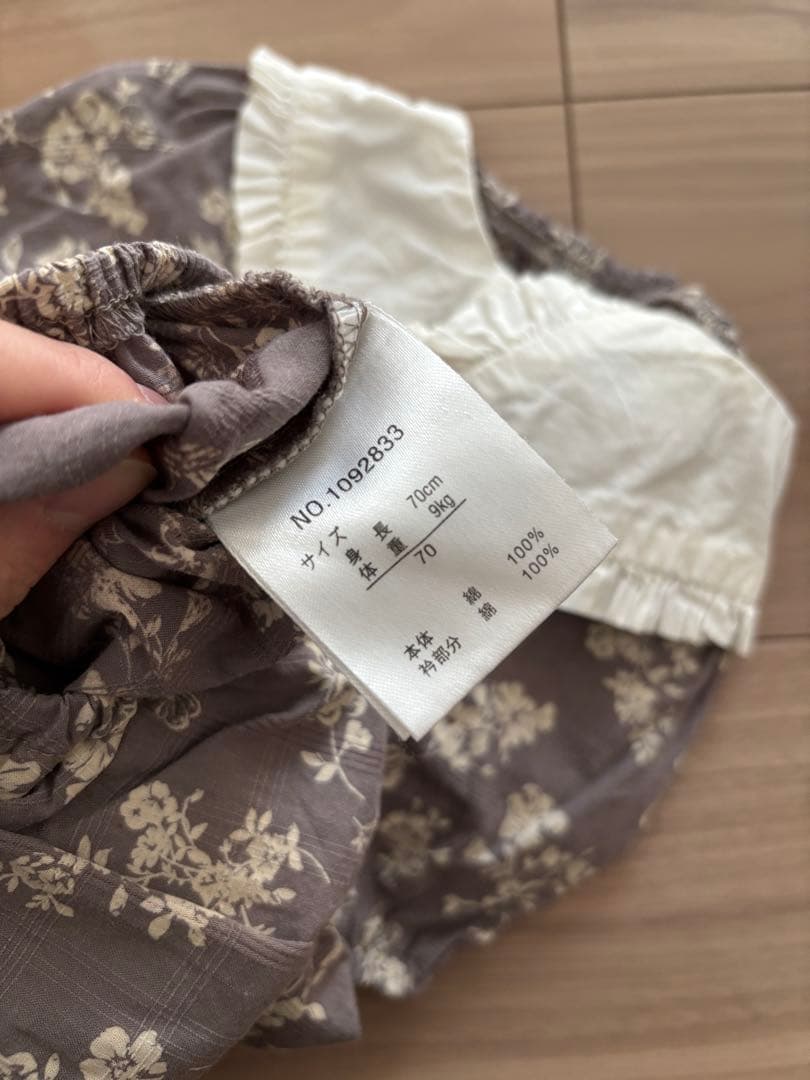 NO.1092833
サイズ
身長 70cm
体重 9kg
70
本体 綿 100%
衿部分 綿 100%